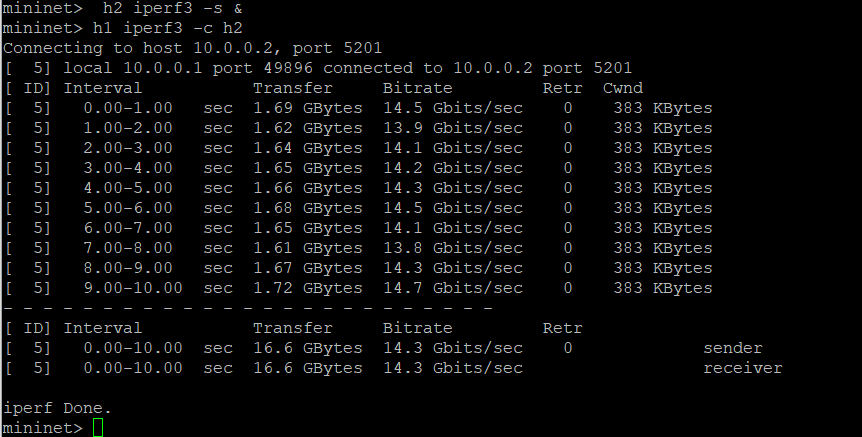 mininet>  h2 iperf3 -s &
mininet> h1 iperf3 -c h2
Connecting to host 10.0.0.2, port 5201
[  5] local 10.0.0.1 port 49896 connected to 10.0.0.2 port 5201
[ ID] Interval           Transfer     Bitrate         Retr  Cwnd
[  5]   0.00-1.00   sec  1.69 GBytes  14.5 Gbits/sec    0    383 KBytes
[  5]   1.00-2.00   sec  1.62 GBytes  13.9 Gbits/sec    0    383 KBytes
[  5]   2.00-3.00   sec  1.64 GBytes  14.1 Gbits/sec    0    383 KBytes
[  5]   3.00-4.00   sec  1.65 GBytes  14.2 Gbits/sec    0    383 KBytes
[  5]   4.00-5.00   sec  1.66 GBytes  14.3 Gbits/sec    0    383 KBytes
[  5]   5.00-6.00   sec  1.68 GBytes  14.5 Gbits/sec    0    383 KBytes
[  5]   6.00-7.00   sec  1.65 GBytes  14.1 Gbits/sec    0    383 KBytes
[  5]   7.00-8.00   sec  1.61 GBytes  13.8 Gbits/sec    0    383 KBytes
[  5]   8.00-9.00   sec  1.67 GBytes  14.3 Gbits/sec    0    383 KBytes
[  5]   9.00-10.00  sec  1.72 GBytes  14.7 Gbits/sec    0    383 KBytes
- - - - - - - - - - - - - - - - - - - - - - - - -
[ ID] Interval           Transfer     Bitrate         Retr
[  5]   0.00-10.00  sec  16.6 GBytes  14.3 Gbits/sec    0             sender
[  5]   0.00-10.00  sec  16.6 GBytes  14.3 Gbits/sec                  receiver

iperf Done.
mininet>